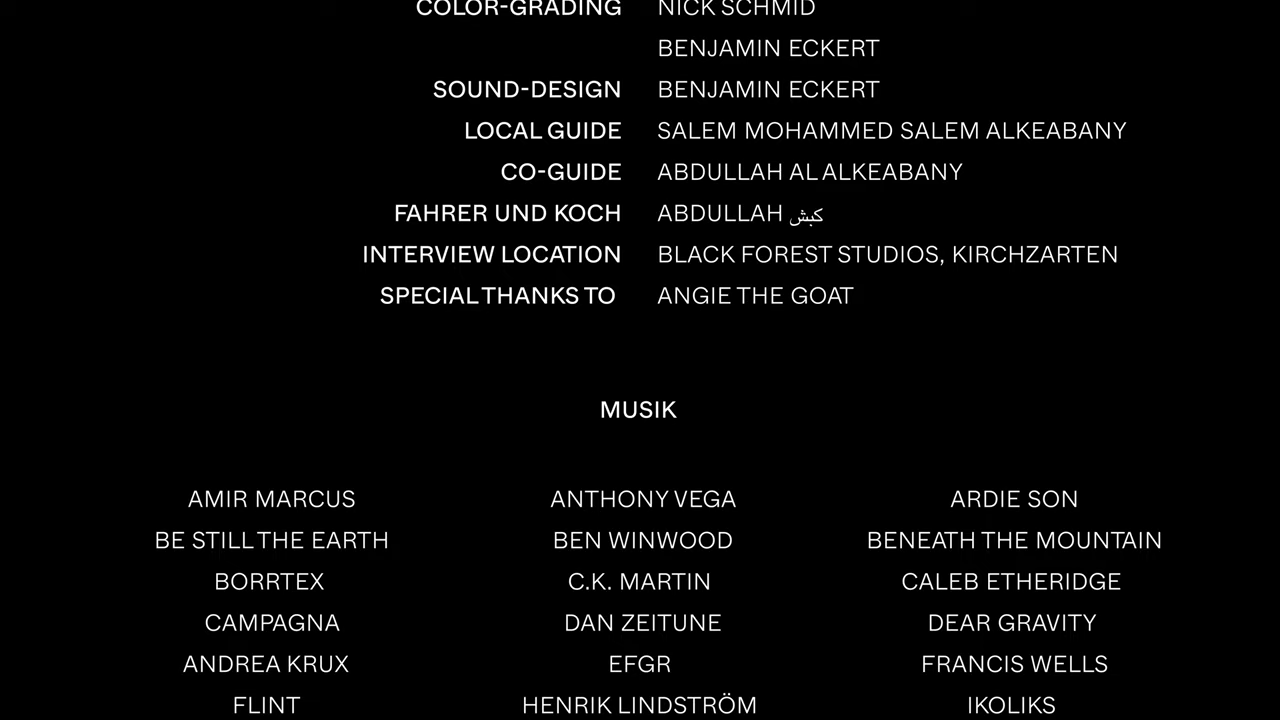 COLOR-GRADING NICK SCHMID
BENJAMIN ECKERT
SOUND-DESIGN BENJAMIN ECKERT
LOCAL GUIDE SALEM MOHAMMED SALEM ALKEABANY
CO-GUIDE ABDULLAH AL ALKEABANY
FAHRER UND KOCH ABDULLAH كبش
INTERVIEW LOCATION BLACK FOREST STUDIOS, KIRCHZARTEN
SPECIAL THANKS TO ANGIE THE GOAT
MUSIK
AMIR MARCUS ANTHONY VEGA ARDIE SON
BE STILL THE EARTH BEN WINWOOD BENEATH THE MOUNTAIN
BORRTEX C.K. MARTIN CALEB ETHERIDGE
CAMPAGNA DAN ZEITUNE DEAR GRAVITY
ANDREA KRUX EFGR FRANCIS WELLS
FLINT HENRIK LINDSTRÖM IKOLIKS